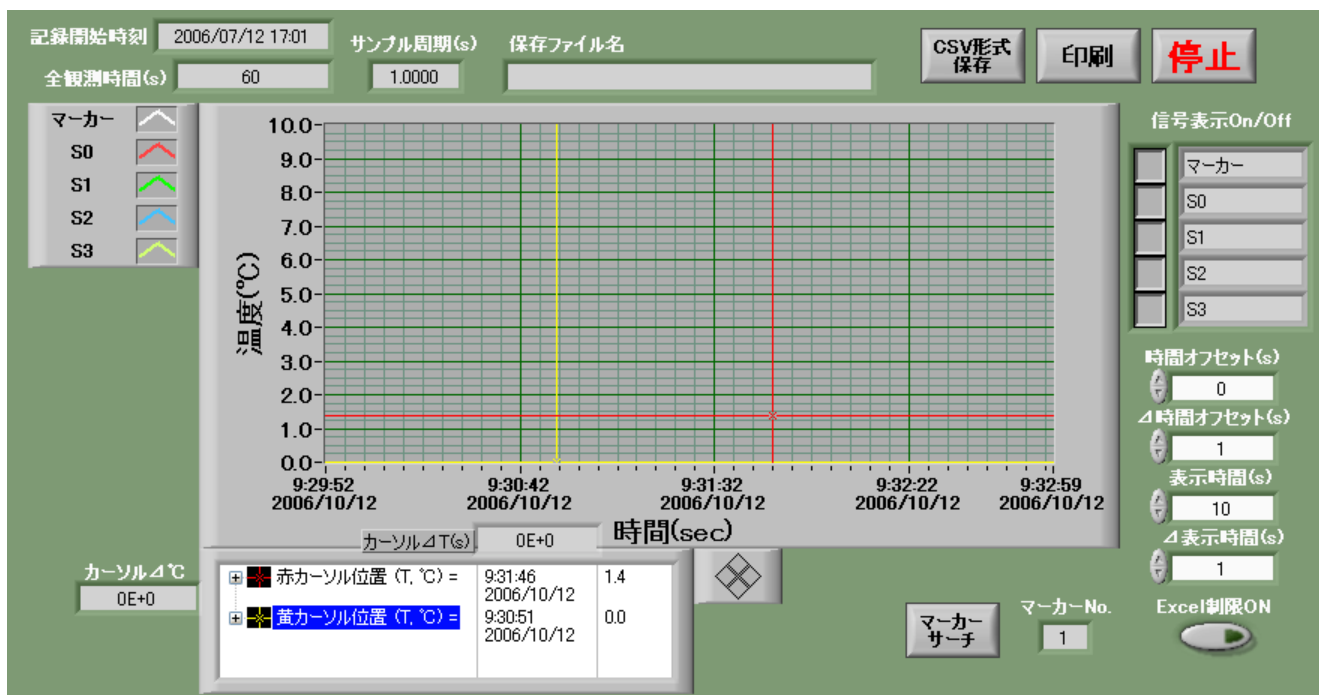 記録開始時刻 2006/07/12 17:01
サンプル周期(s)
保存ファイル名
全観測時間(s) 60
1.0000
CSV形式
保存
印刷
停止
マーカー
S0
S1
S2
S3
10.0
9.0
8.0
7.0
6.0
5.0
4.0
3.0
2.0
1.0
0.0
温度(℃)
9:29:52
2006/10/12
9:30:42
2006/10/12
9:31:32
2006/10/12
9:32:22
2006/10/12
9:32:59
2006/10/12
時間(sec)
信号表示On/Off
マーカー
S0
S1
S2
S3
時間オフセット(s)
0
⊿時間オフセット(s)
1
表示時間(s)
10
⊿表示時間(s)
1
カーソル⊿T(s) 0E+0
カーソル⊿℃
0E+0
赤カーソル位置 (T, ℃) = 9:31:46 1.4
2006/10/12
黄カーソル位置 (T, ℃) = 9:30:51 0.0
2006/10/12
マーカー
サーチ
マーカーNo.
1
Excel制限ON